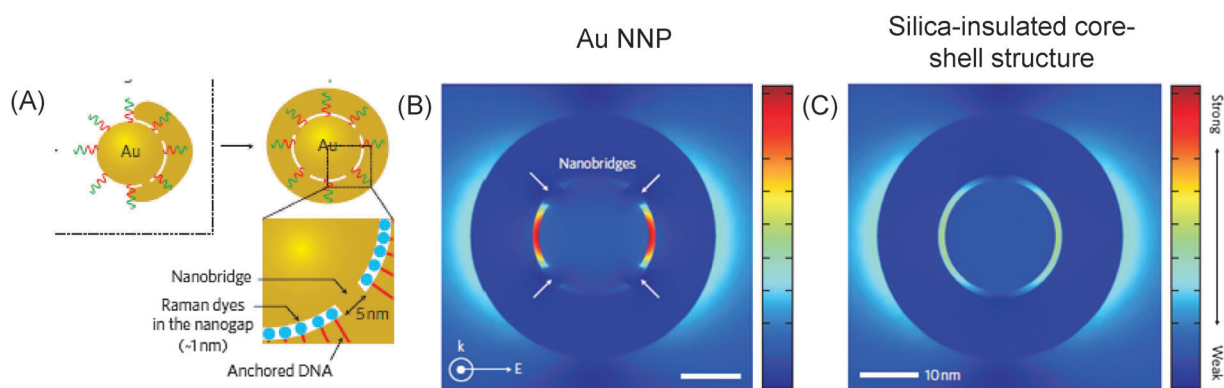 Au NNP
Silica-insulated core-
shell structure
(A)
Au
Au
Nanobridge
Raman dyes
in the nanogap
(~1 nm)
5 nm
Anchored DNA
(B)
Nanobridges
k
E
(C)
10 nm
Strong
Weak